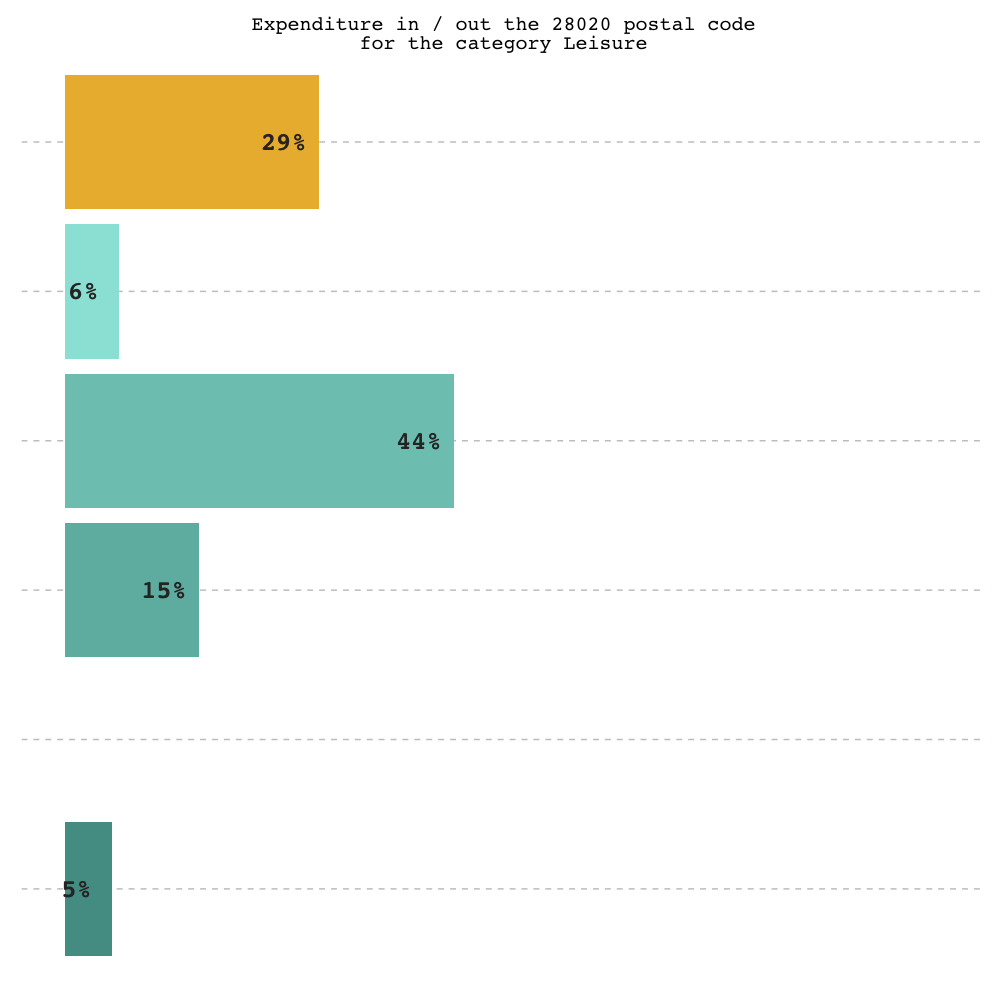 Expenditure in / out the 28020 postal code
for the category Leisure
29%
6%
44%
15%
5%